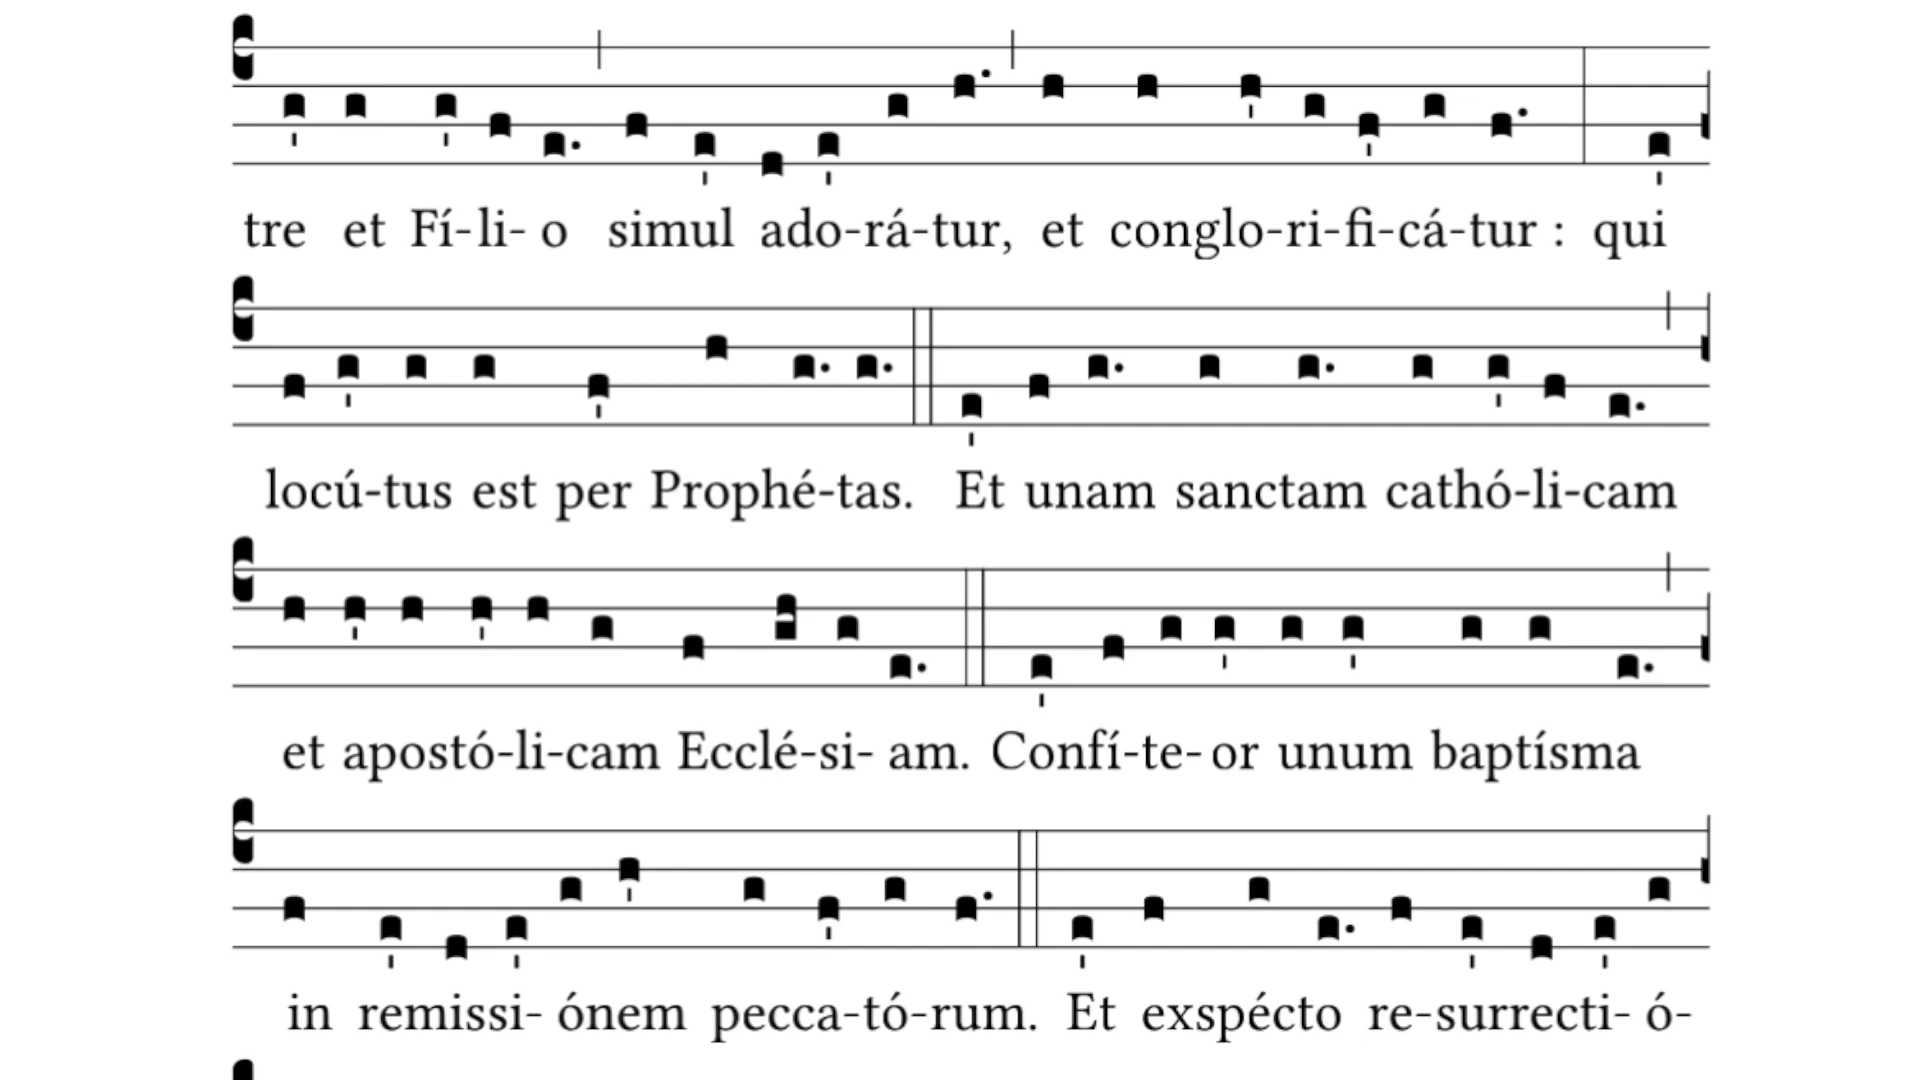 tre et Fí-li- o simul ado-rá-tur, et conglo-ri-fi-cá-tur : qui
locú-tus est per Prophé-tas. Et unam sanctam cathó-li-cam
et apostó-li-cam Ecclé-si- am. Confí-te- or unum baptísma
in remissi- ónem pecca-tó-rum. Et exspécto re-surrecti- ó-